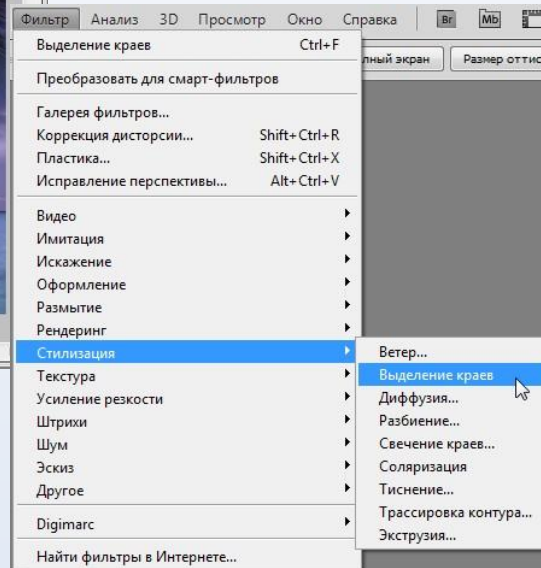 Фильтр Анализ 3D Просмотр Окно Справка Br Mb
Выделение краев Ctrl+F
экран Размер
Преобразовать для смарт-фильтров
Галерея фильтров...
Коррекция дисторсии... Shift+Ctrl+R
Пластика... Shift+Ctrl+X
Исправление перспективы... Alt+Ctrl+V
Видео
Имитация
Искажение
Оформление
Размытие
Рендеринг
Стилизация
Текстура
Усиление резкости
Штрихи
Шум
Эскиз
Другое
Digimarc
Найти фильтры в Интернете...
Ветер...
Выделение краев
Диффузия...
Разбиение...
Свечение краев...
Соляризация
Тиснение...
Трассировка контура...
Экструзия...